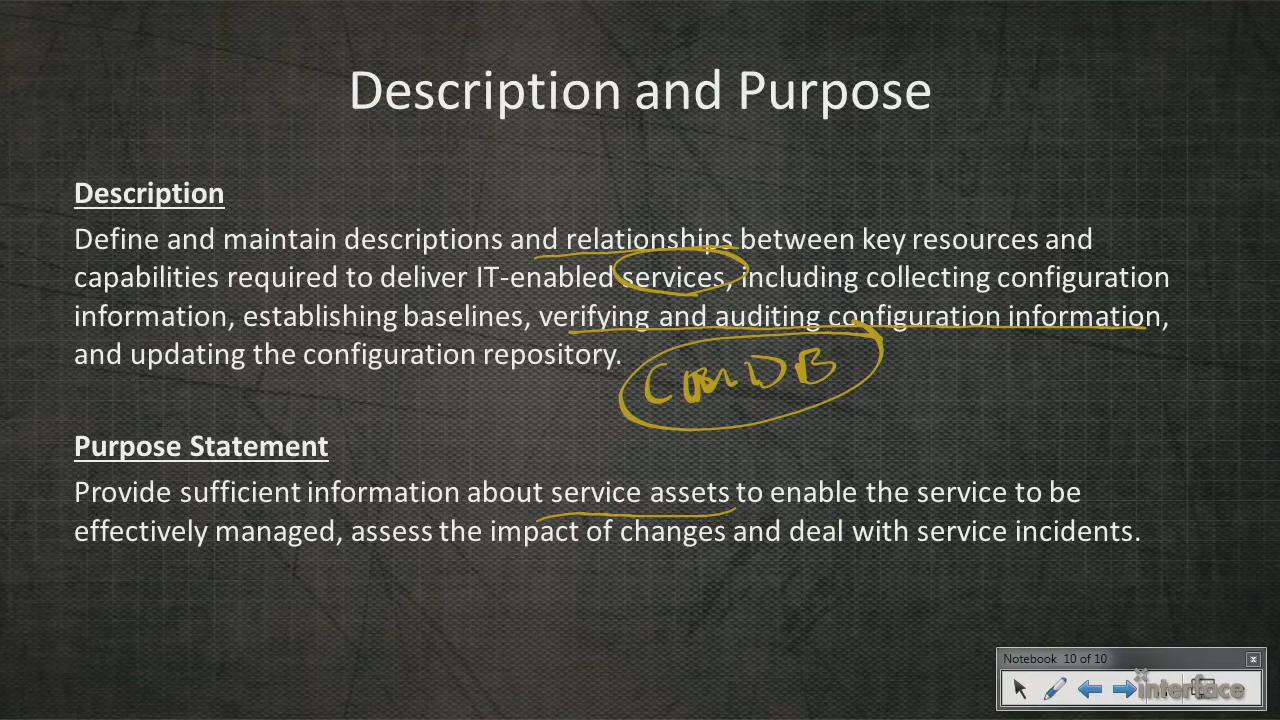 Description and Purpose
Description
Define and maintain descriptions and relationships between key resources and
capabilities required to deliver IT-enabled services, including collecting configuration
information, establishing baselines, verifying and auditing configuration information,
and updating the configuration repository.
Purpose Statement
Provide sufficient information about service assets to enable the service to be
effectively managed, assess the impact of changes and deal with service incidents.
Notebook 10 of 10
interface